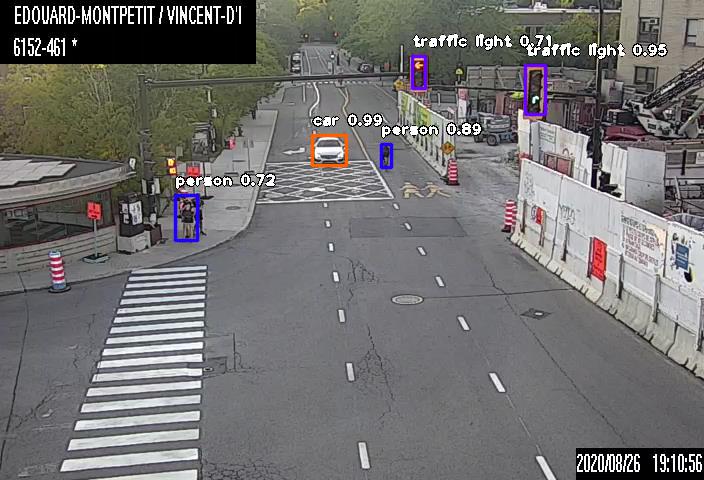 EDOUARD-MONTPETIT / VINCENT-D'I
6152-461 *
traffic light 0.71
traffic light 0.95
car 0.99
person 0.89
person 0.72
2020/08/26 19:10:56